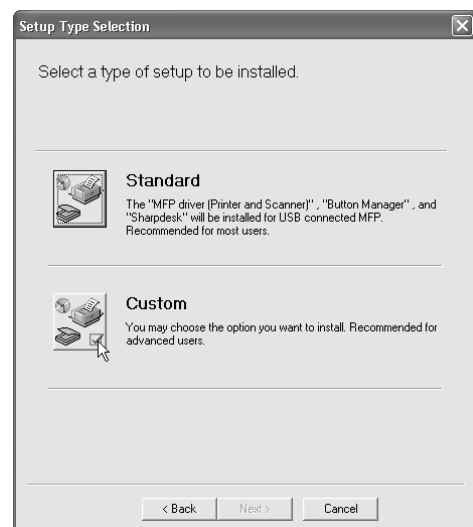 Setup Type Selection
Select a type of setup to be installed.
Standard
The "MFP driver (Printer and Scanner)" , "Button Manager" , and
"Sharpdesk" will be installed for USB connected MFP.
Recommended for most users.
Custom
You may choose the option you want to install. Recommended for
advanced users.
< Back Next > Cancel